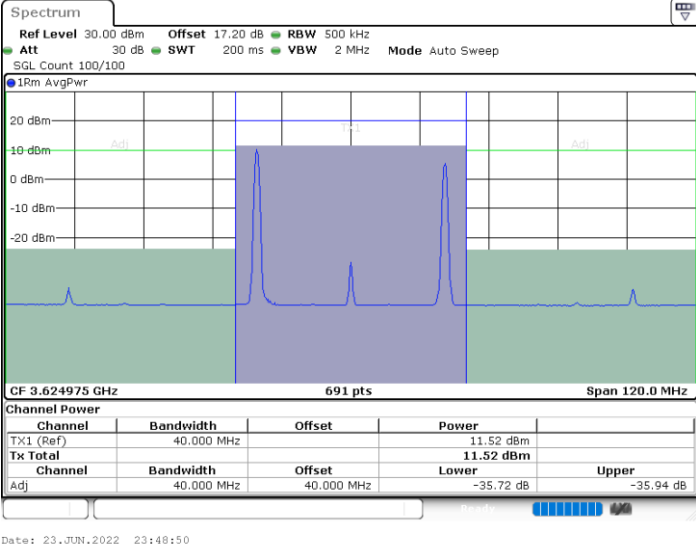 Spectrum
Ref Level 30.00 dBm Offset 17.20 dB RBW 500 kHz
Att 30 dB SWT 200 ms VBW 2 MHz Mode Auto Sweep
SGL Count 100/100
1Rm AvgPwr
20 dBm
TX1
Adj
Adj
10 dBm
0 dBm
-10 dBm
-20 dBm
CF 3.624975 GHz 691 pts Span 120.0 MHz
Channel Power
Channel Bandwidth Offset Power
TX1 (Ref) 40.000 MHz 11.52 dBm
Tx Total 11.52 dBm
Channel Bandwidth Offset Lower Upper
Adj 40.000 MHz 40.000 MHz -35.72 dB -35.94 dB
Ready
Date: 23.JUN.2022 23:48:50